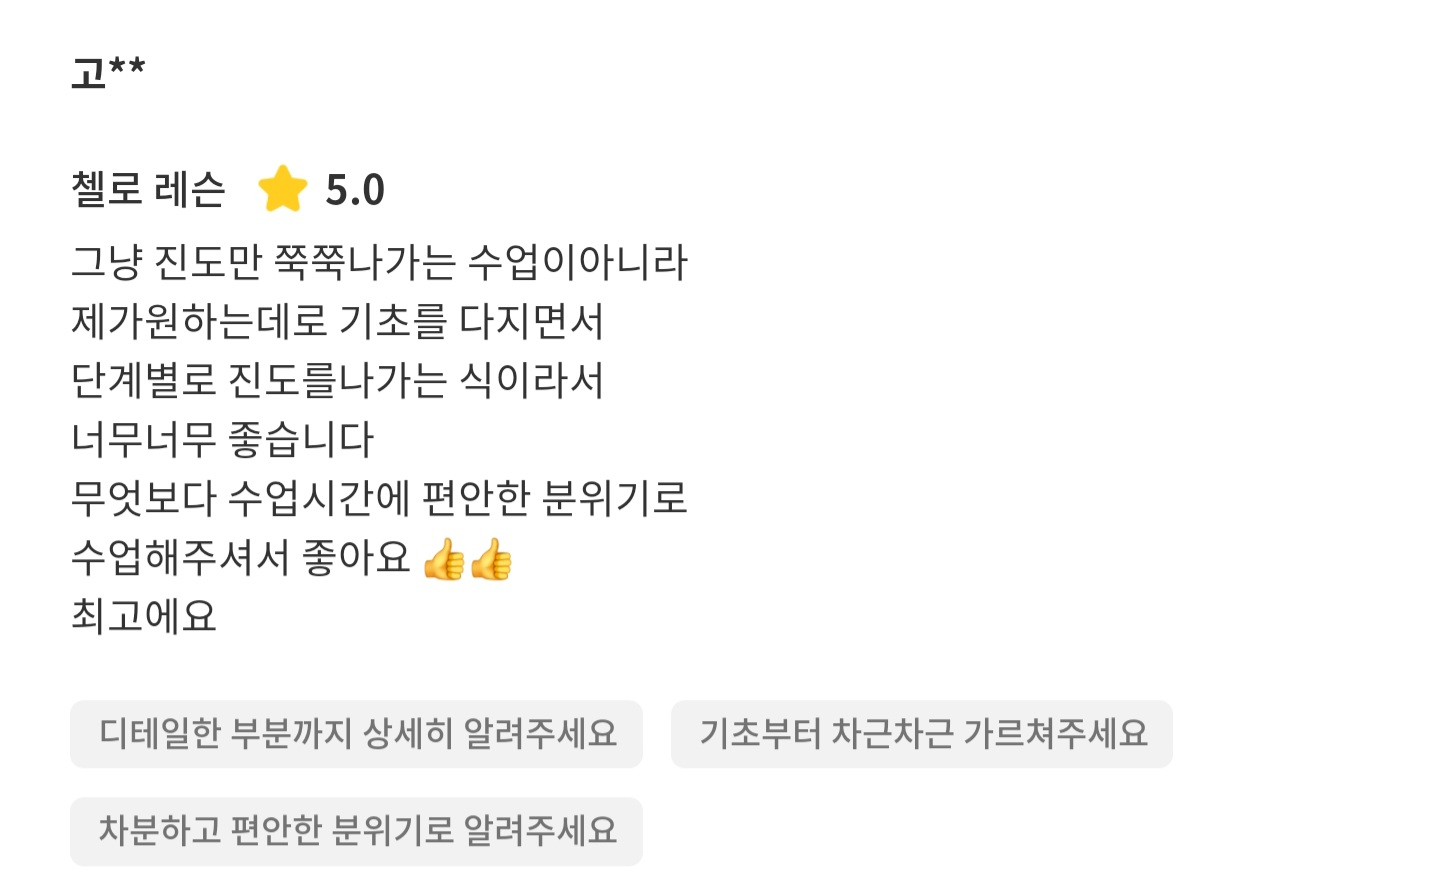 고**
첼로 레슨 ⭐ 5.0
그냥 진도만 쭉쭉나가는 수업이아니라
제가원하는데로 기초를 다지면서
단계별로 진도를나가는 식이라서
너무너무 좋습니다
무엇보다 수업시간에 편안한 분위기로
수업해주셔서 좋아요 👍👍
최고에요
디테일한 부분까지 상세히 알려주세요 기초부터 차근차근 가르쳐주세요
차분하고 편안한 분위기로 알려주세요